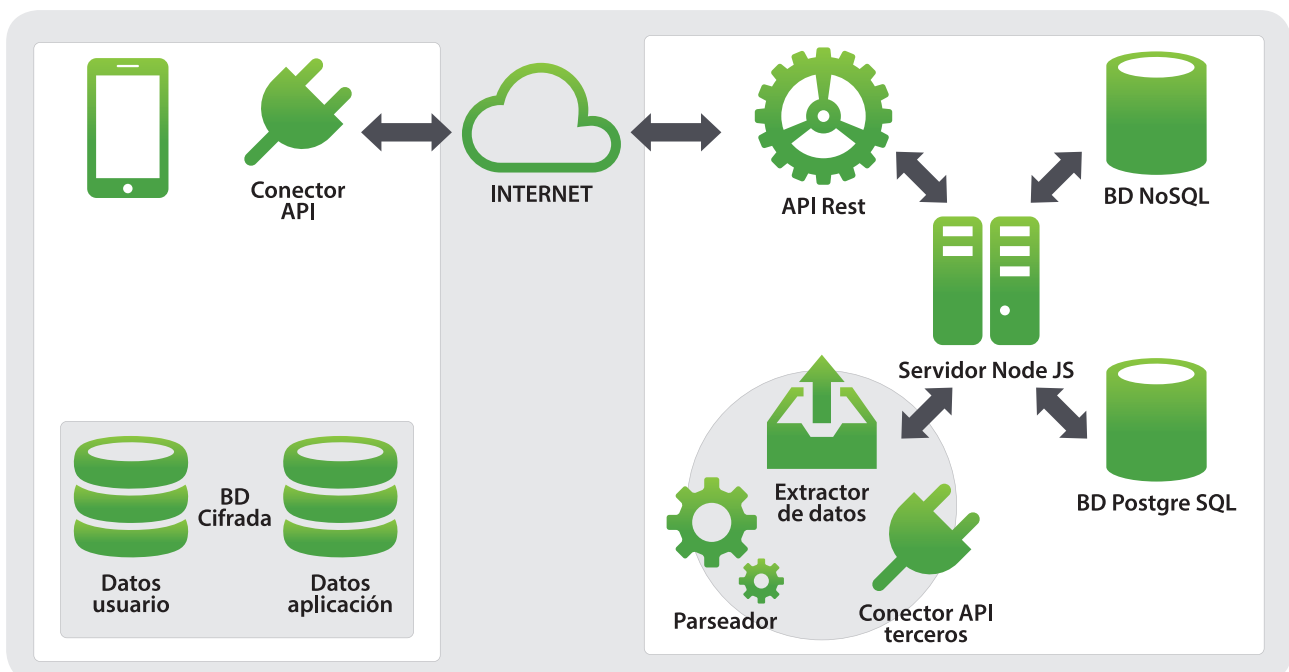 Conector
API
INTERNET
API Rest
BD NoSQL
Servidor Node JS
BD Postgre SQL
Extractor
de datos
Parseador
Conector API
terceros
BD
Cifrada
Datos
usuario
Datos
aplicación